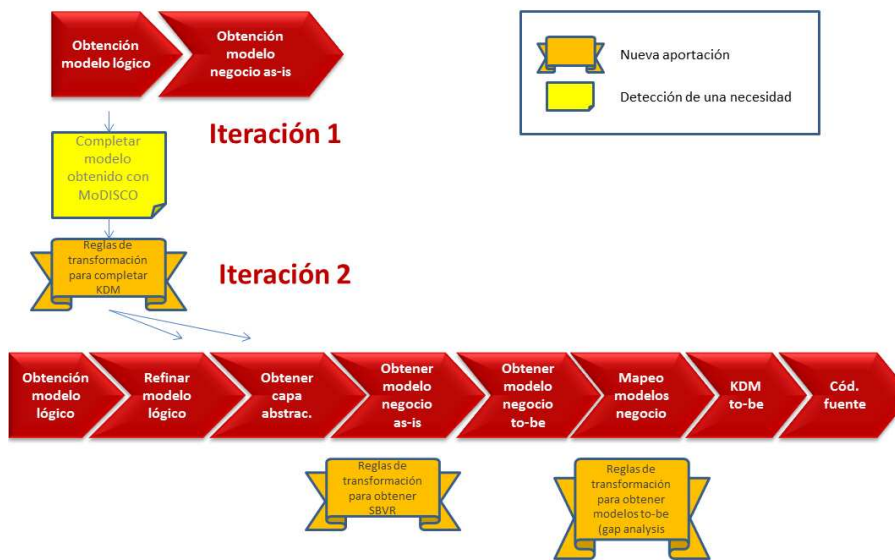 Obtención
modelo lógico
Obtención
modelo
negocio as-is
Nueva aportación
Detección de una necesidad
Iteración 1
Completar
modelo
obtenido con
MoDISCO
Reglas de
transformación
para completar
KDM
Iteración 2
Obtención
modelo
lógico
Refinar
modelo
lógico
Obtener
capa
abstrac.
Obtener
modelo
negocio
as-is
Obtener
modelo
negocio
to-be
Mapeo
modelos
negocio
KDM
to-be
Cód.
fuente
Reglas de
transformación
para obtener
SBVR
Reglas de
transformación
para obtener
modelos to-be
(gap analysis